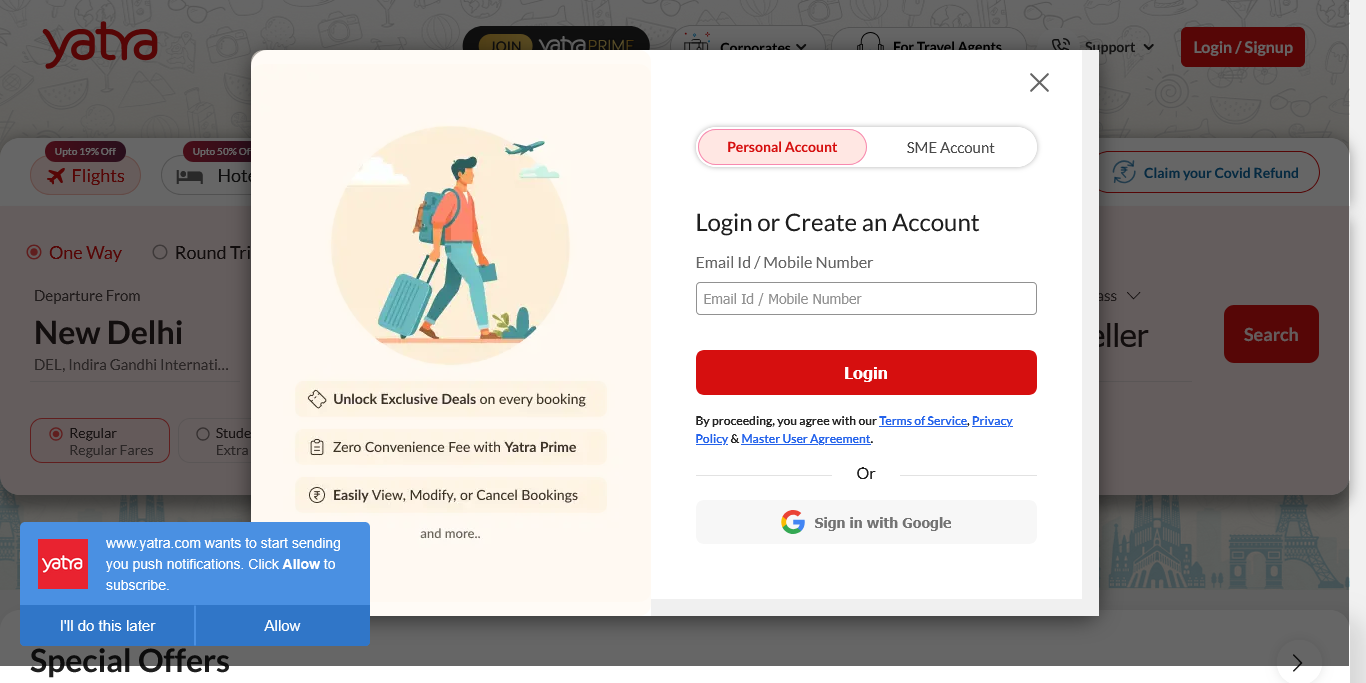 yatra
JOIN yatra PRIME
Corporates
For Travel Agents
Support
Login / Signup
Upto 19% Off
Flights
Upto 50% Of
Hote
Claim your Covid Refund
One Way
Round Tri
Departure From
New Delhi
DEL, Indira Gandhi Internati...
ass
eller
Search
Regular
Regular Fares
Stude
Extra
Personal Account
SME Account
Login or Create an Account
Email Id / Mobile Number
Email Id / Mobile Number
Login
By proceeding, you agree with our Terms of Service, Privacy
Policy & Master User Agreement.
Or
Sign in with Google
Unlock Exclusive Deals on every booking
Zero Convenience Fee with Yatra Prime
Easily View, Modify, or Cancel Bookings
and more..
yatra
www.yatra.com wants to start sending
you push notifications. Click Allow to
subscribe.
I'll do this later
Allow
Special Offers